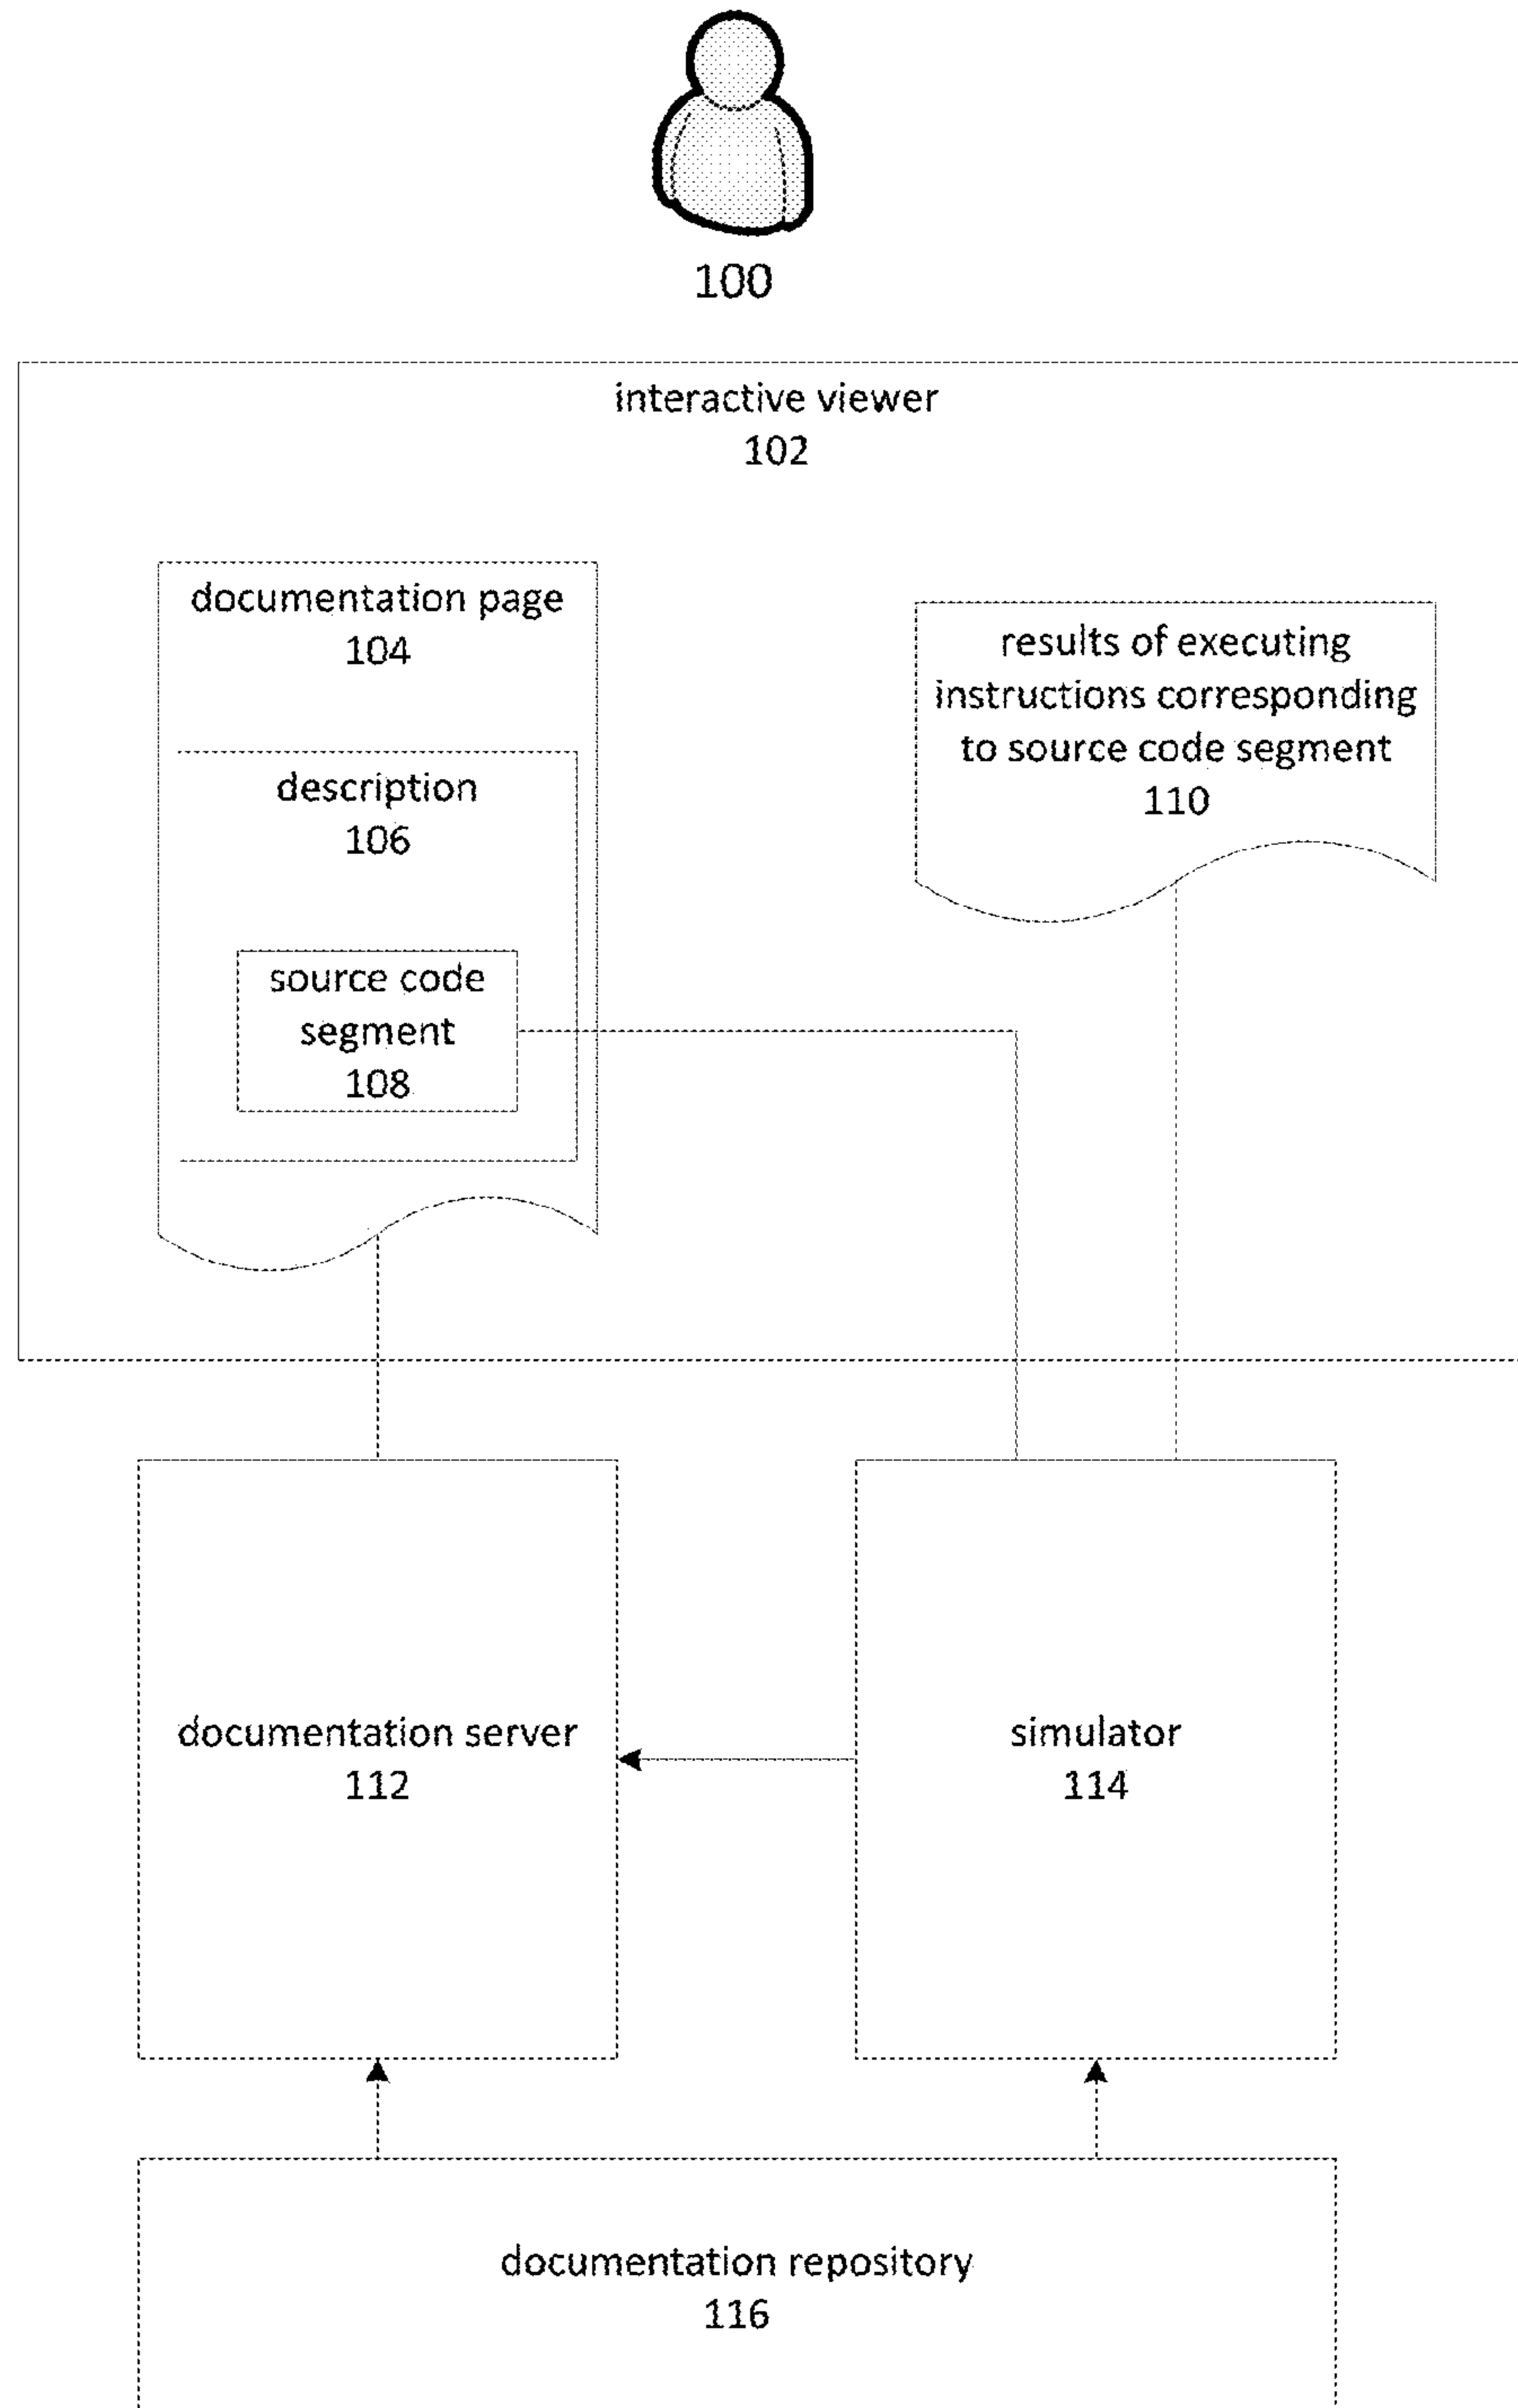 100
interactive viewer
102
documentation page
104
description
106
source code
segment
108
results of executing
instructions corresponding
to source code segment
110
documentation server
112
simulator
114
documentation repository
116